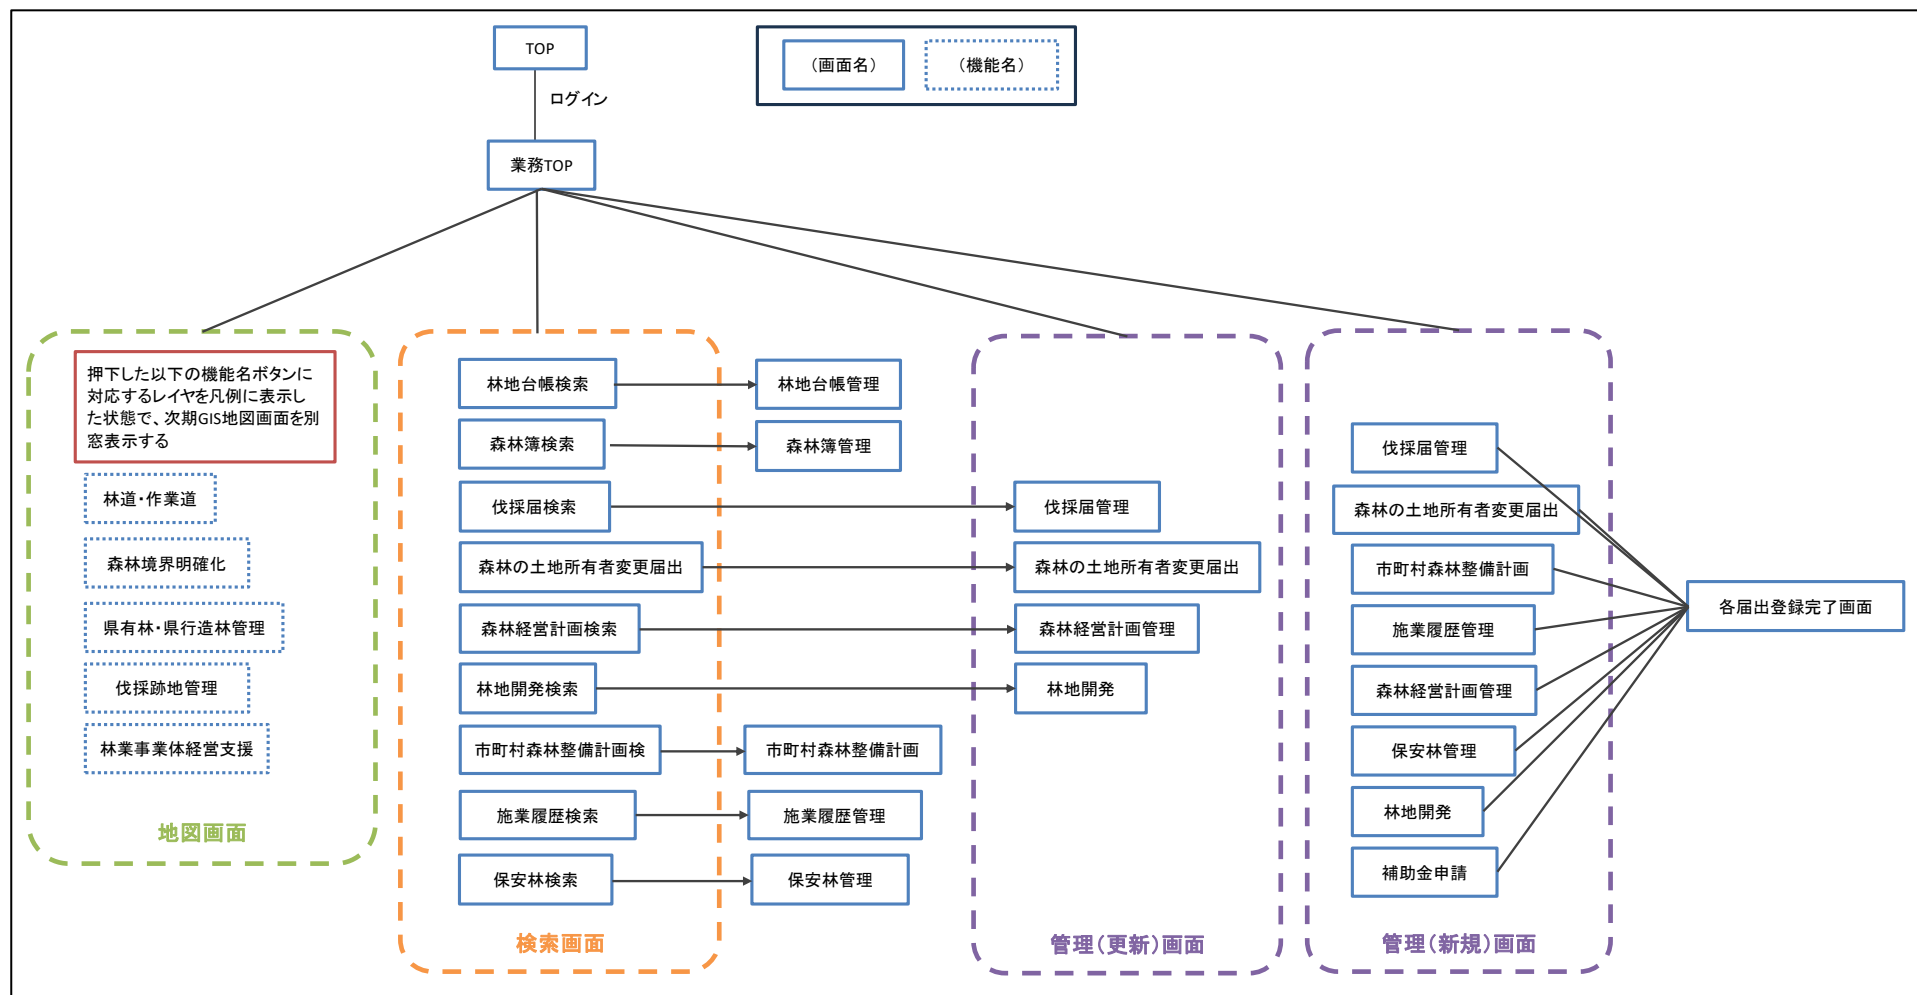 TOP
（画面名）
（機能名）
ログイン
業務TOP
押下した以下の機能名ボタンに
対応するレイヤを凡例に表示し
た状態で、次期GIS地図画面を別
窓表示する
林道・作業道
森林境界明確化
県有林・県行造林管理
伐採跡地管理
林業事業体経営支援
地図画面
林地台帳検索
林地台帳管理
森林簿検索
森林簿管理
伐採届検索
森林の土地所有者変更届出
森林経営計画検索
林地開発検索
市町村森林整備計画検
市町村森林整備計画
施業履歴検索
施業履歴管理
保安林検索
保安林管理
検索画面
伐採届管理
森林の土地所有者変更届出
森林経営計画管理
林地開発
管理（更新）画面
伐採届管理
森林の土地所有者変更届出
市町村森林整備計画
施業履歴管理
森林経営計画管理
保安林管理
林地開発
補助金申請
管理（新規）画面
各届出登録完了画面